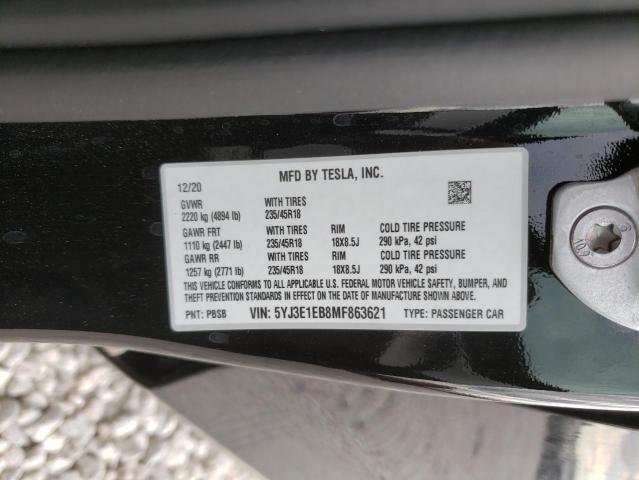 MFD BY TESLA, INC.
12/20
GVWR WITH TIRES
2220 kg (4894 lb) 235/45R18
GAWR FRT WITH TIRES RIM COLD TIRE PRESSURE
1110 kg (2447 lb) 235/45R18 18X8.5J 290 kPa, 42 psi
GAWR RR WITH TIRES RIM COLD TIRE PRESSURE
1257 kg (2771 lb) 235/45R18 18X8.5J 290 kPa, 42 psi
THIS VEHICLE CONFORMS TO ALL APPLICABLE U.S. FEDERAL MOTOR VEHICLE SAFETY, BUMPER, AND
THEFT PREVENTION STANDARDS IN EFFECT ON THE DATE OF MANUFACTURE SHOWN ABOVE.
PNT: PBSB VIN: 5YJ3E1EB8MF863621 TYPE: PASSENGER CAR